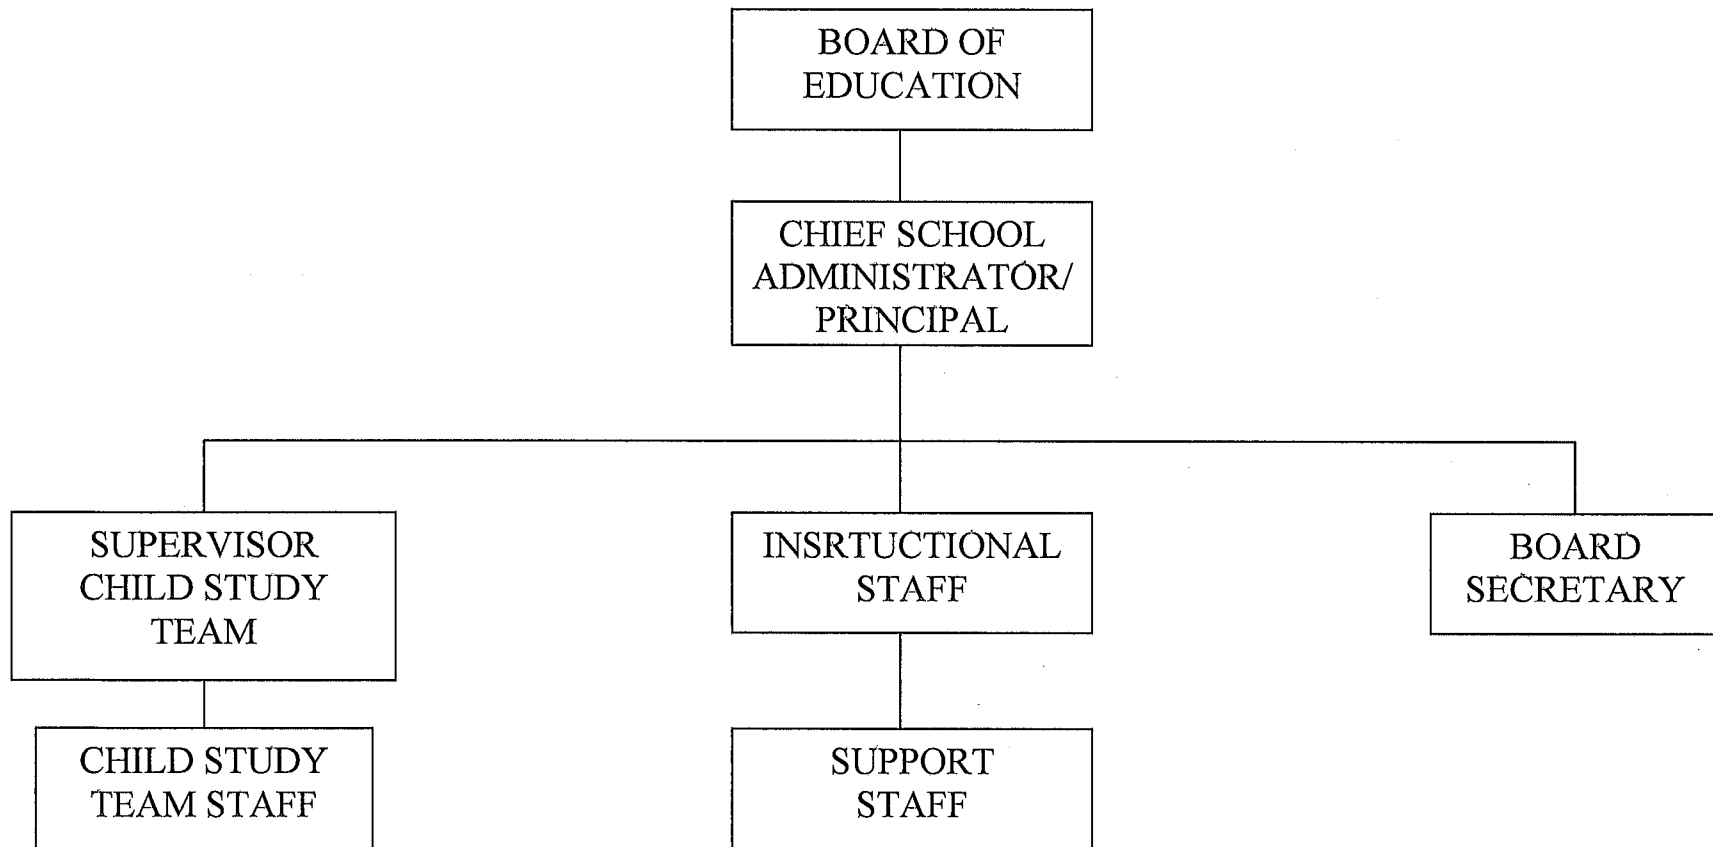 BOARD OF
EDUCATION
CHIEF SCHOOL
ADMINISTRATOR/
PRINCIPAL
SUPERVISOR
CHILD STUDY
TEAM
INSRTUCTIONAL
STAFF
BOARD
SECRETARY
CHILD STUDY
TEAM STAFF
SUPPORT
STAFF